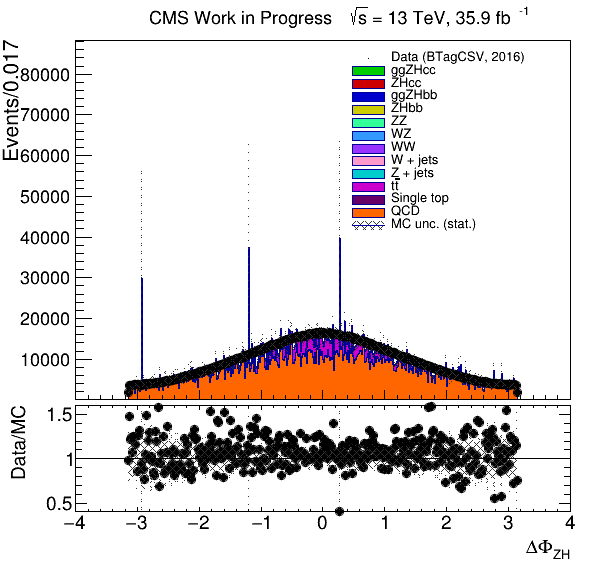 CMS Work in Progress √s = 13 TeV, 35.9 fb⁻¹
Events/0.017
80000
70000
60000
50000
40000
30000
20000
10000
Data (BTagCSV, 2016)
ggZHcc
ZHcc
ggZHbb
ZHbb
ZZ
WZ
WW
W + jets
Z + jets
tt̅
Single top
QCD
MC unc. (stat.)
Data/MC
1.5
1
0.5
−4 −3 −2 −1 0 1 2 3 4
ΔΦ_ZH